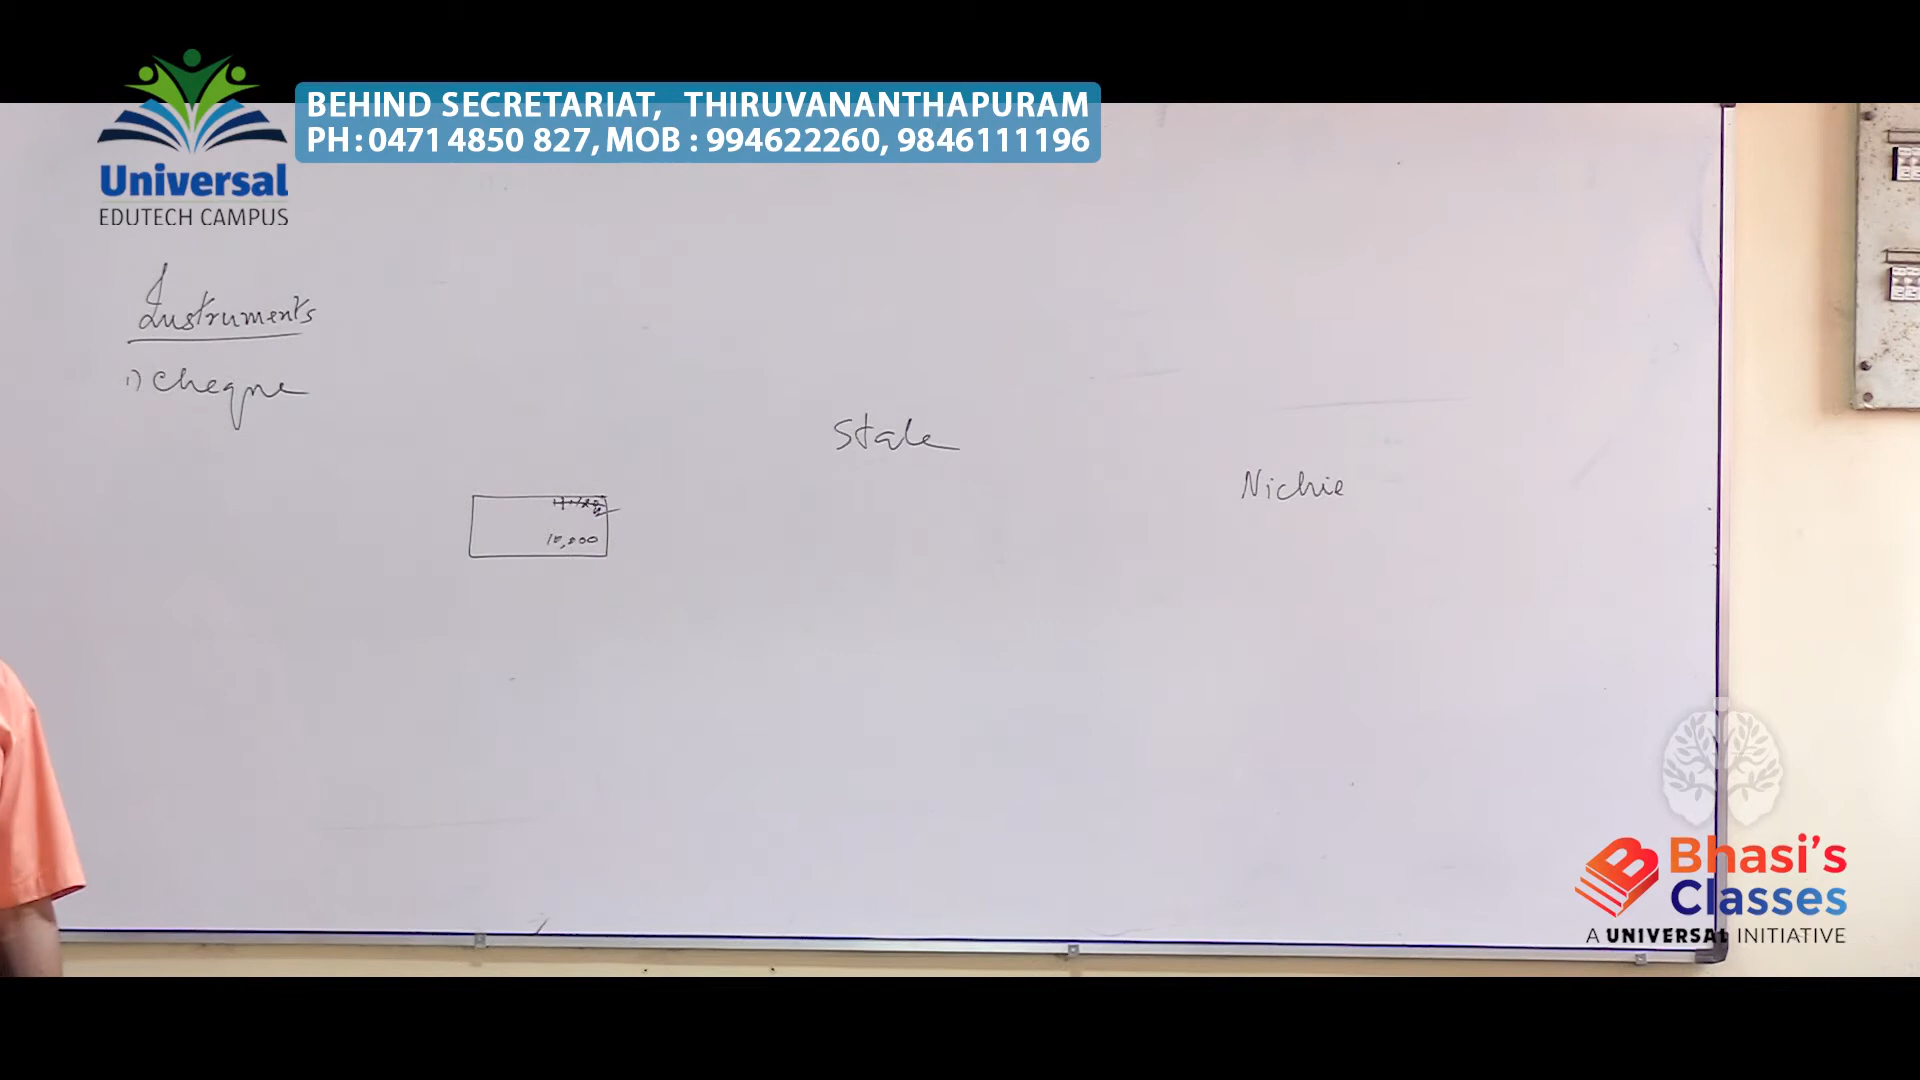 BEHIND SECRETARIAT, THIRUVANANTHAPURAM
PH : 0471 4850 827, MOB : 994622260, 9846111196
Universal
EDUTECH CAMPUS
Instruments
1) Cheque
Stale
Nichie
10,000
Bhasi's
Classes
A UNIVERSAL INITIATIVE